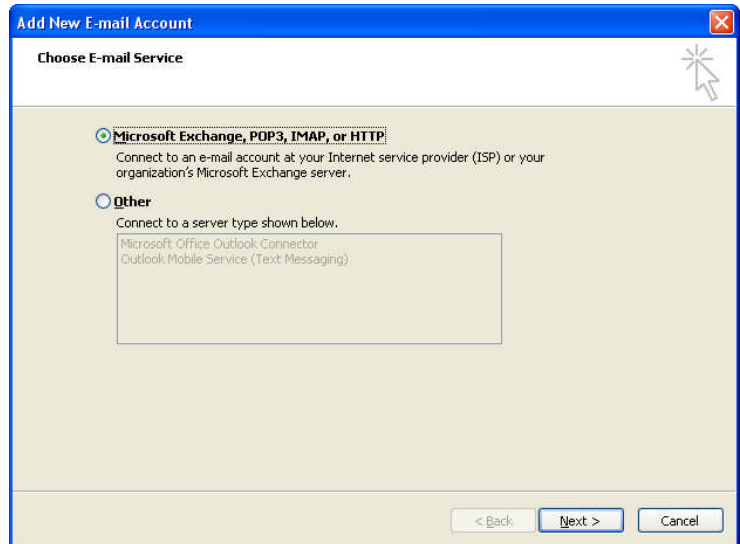 Add New E-mail Account
Choose E-mail Service
Microsoft Exchange, POP3, IMAP, or HTTP
Connect to an e-mail account at your Internet service provider (ISP) or your
organization's Microsoft Exchange server.
Other
Connect to a server type shown below.
Microsoft Office Outlook Connector
Outlook Mobile Service (Text Messaging)
< Back Next > Cancel